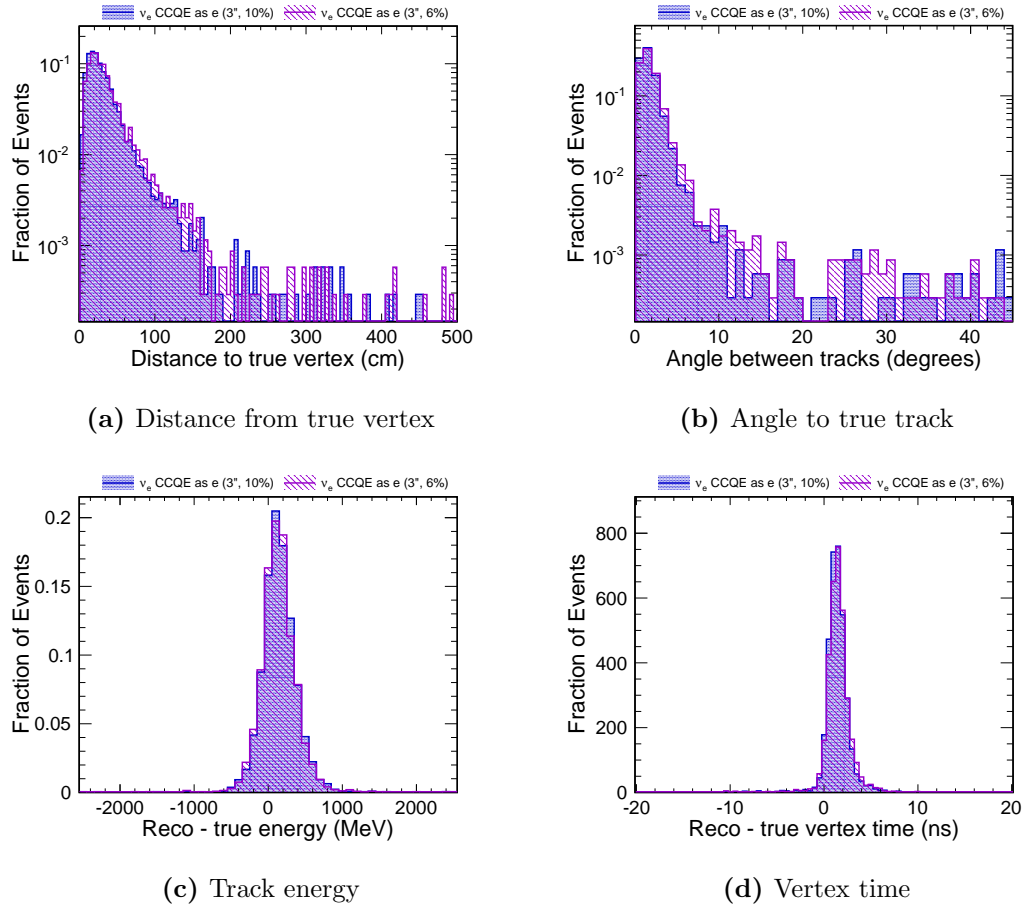 ν_e CCQE as e (3", 10%) ν_e CCQE as e (3", 6%)
Fraction of Events
10^-1
10^-2
10^-3
0 100 200 300 400 500
Distance to true vertex (cm)
(a) Distance from true vertex
ν_e CCQE as e (3", 10%) ν_e CCQE as e (3", 6%)
Fraction of Events
10^-1
10^-2
10^-3
0 10 20 30 40
Angle between tracks (degrees)
(b) Angle to true track
ν_e CCQE as e (3", 10%) ν_e CCQE as e (3", 6%)
Fraction of Events
0.2
0.15
0.1
0.05
0
-2000 -1000 0 1000 2000
Reco - true energy (MeV)
(c) Track energy
ν_e CCQE as e (3", 10%) ν_e CCQE as e (3", 6%)
Fraction of Events
800
600
400
200
0
-20 -10 0 10 20
Reco - true vertex time (ns)
(d) Vertex time